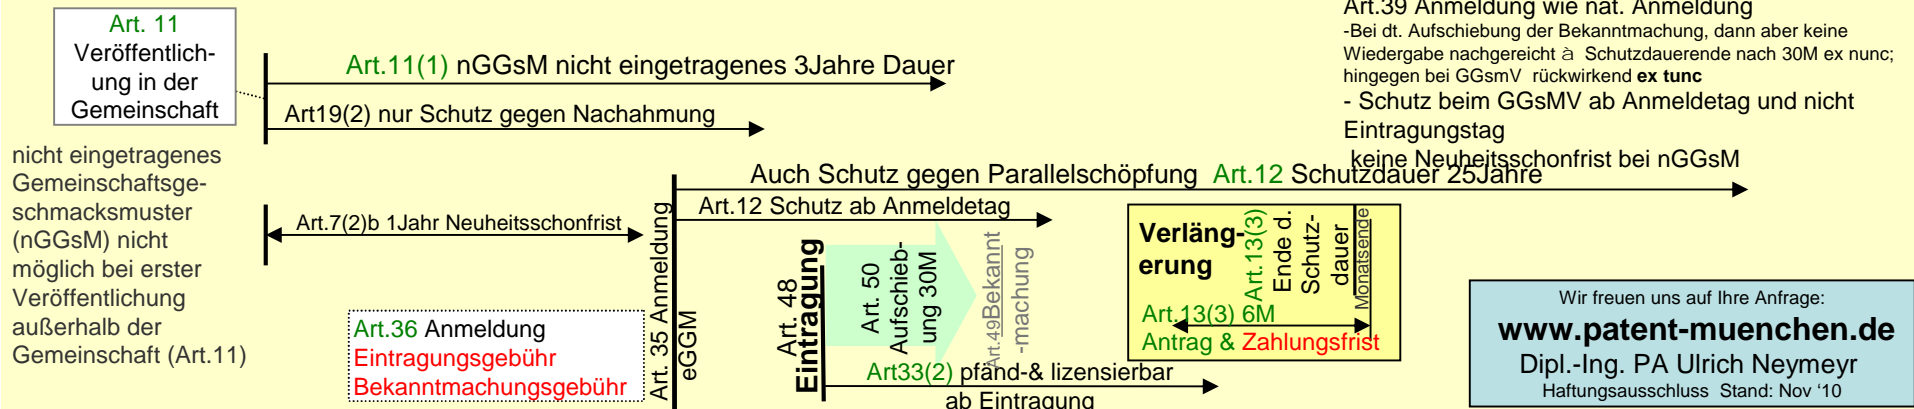 Art. 11
Veröffentlich-
ung in der
Gemeinschaft
Art.11(1) nGGsM nicht eingetragenes 3Jahre Dauer
Art19(2) nur Schutz gegen Nachahmung
nicht eingetragenes
Gemeinschaftsge-
schmacksmuster
(nGGsM) nicht
möglich bei erster
Veröffentlichung
außerhalb der
Gemeinschaft (Art.11)
Art.39 Anmeldung wie nat. Anmeldung
-Bei dt. Aufschiebung der Bekanntmachung, dann aber keine
Wiedergabe nachgereicht à Schutzdauerende nach 30M ex nunc;
hingegen bei GGsmV rückwirkend ex tunc
- Schutz beim GGsMV ab Anmeldetag und nicht
Eintragungstag
keine Neuheitsschonfrist bei nGGsM
Auch Schutz gegen Parallelschöpfung Art.12 Schutzdauer 25Jahre
Art.12 Schutz ab Anmeldetag
Art.7(2)b 1Jahr Neuheitsschonfrist
Art.36 Anmeldung
Eintragungsgebühr
Bekanntmachungsgebühr
Art. 35 Anmeldung
eGGM
Art. 48
Eintragung
Art. 50
Aufschieb-
ung 30M
Art.49Bekannt
-machung
Art33(2) pfänd-& lizensierbar
ab Eintragung
Verläng-
erung
Art.13(3)
Ende d.
Schutz-
dauer
Monatsende
Art.13(3) 6M
Antrag & Zahlungsfrist
Wir freuen uns auf Ihre Anfrage:
www.patent-muenchen.de
Dipl.-Ing. PA Ulrich Neymeyr
Haftungsausschluss Stand: Nov '10